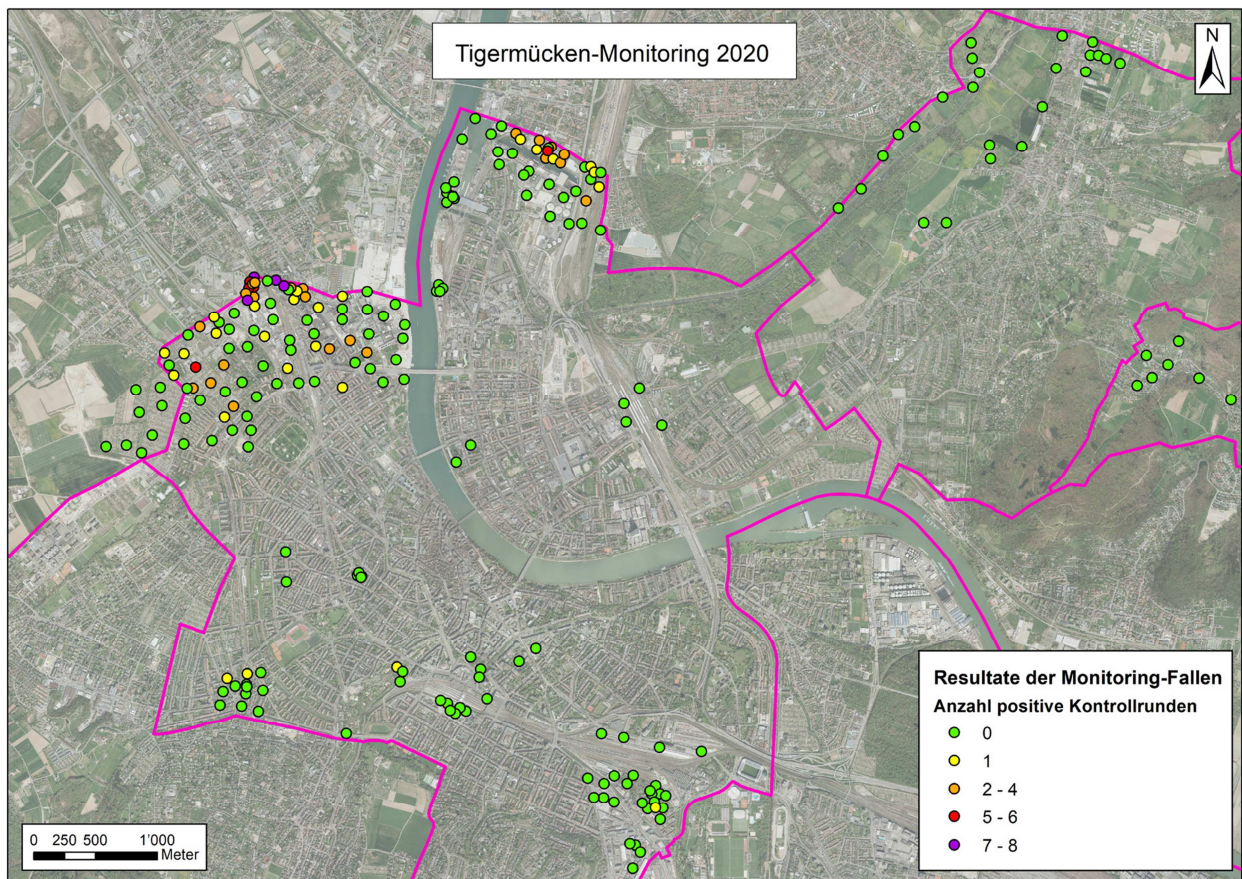 Tigermücken-Monitoring 2020
N
Resultate der Monitoring-Fallen
Anzahl positive Kontrollrunden
0
1
2 - 4
5 - 6
7 - 8
0 250 500 1'000
Meter